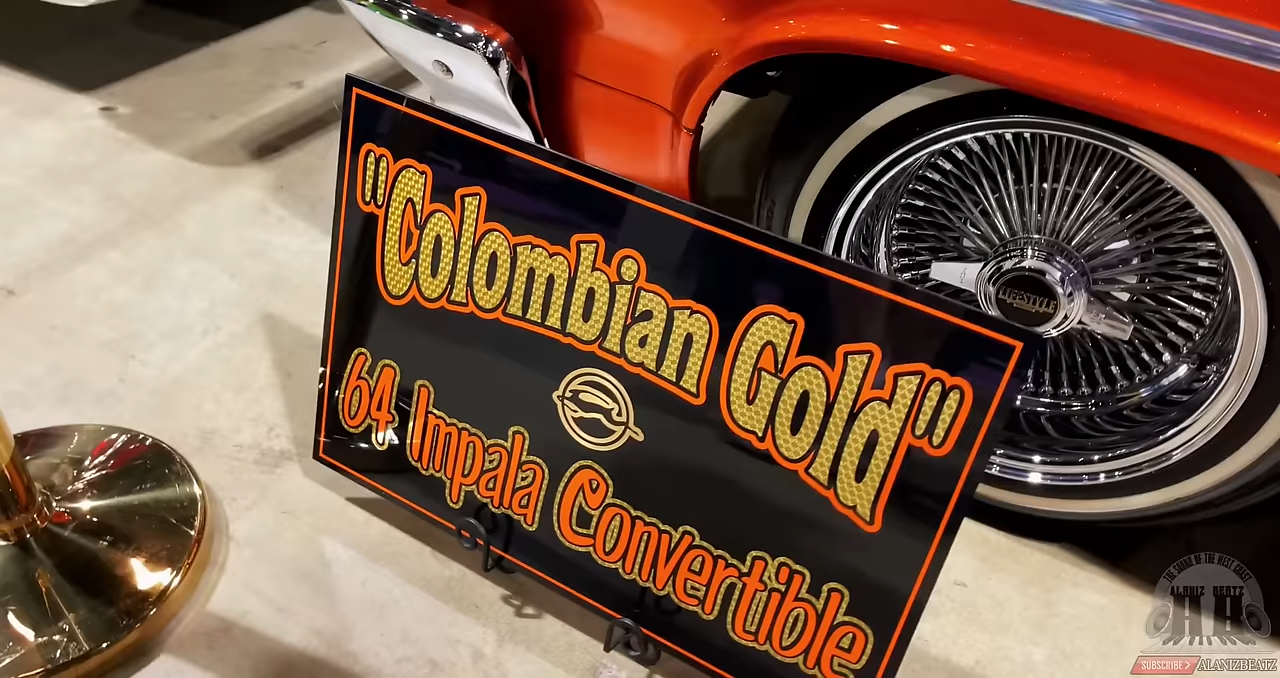 "Colombian Gold"
64 Impala Convertible
LIFESTYLE
THE SOUND OF THE WEST COAST
ALANIZ BEATZ
SUBSCRIBE >
ALANIZBEATZ